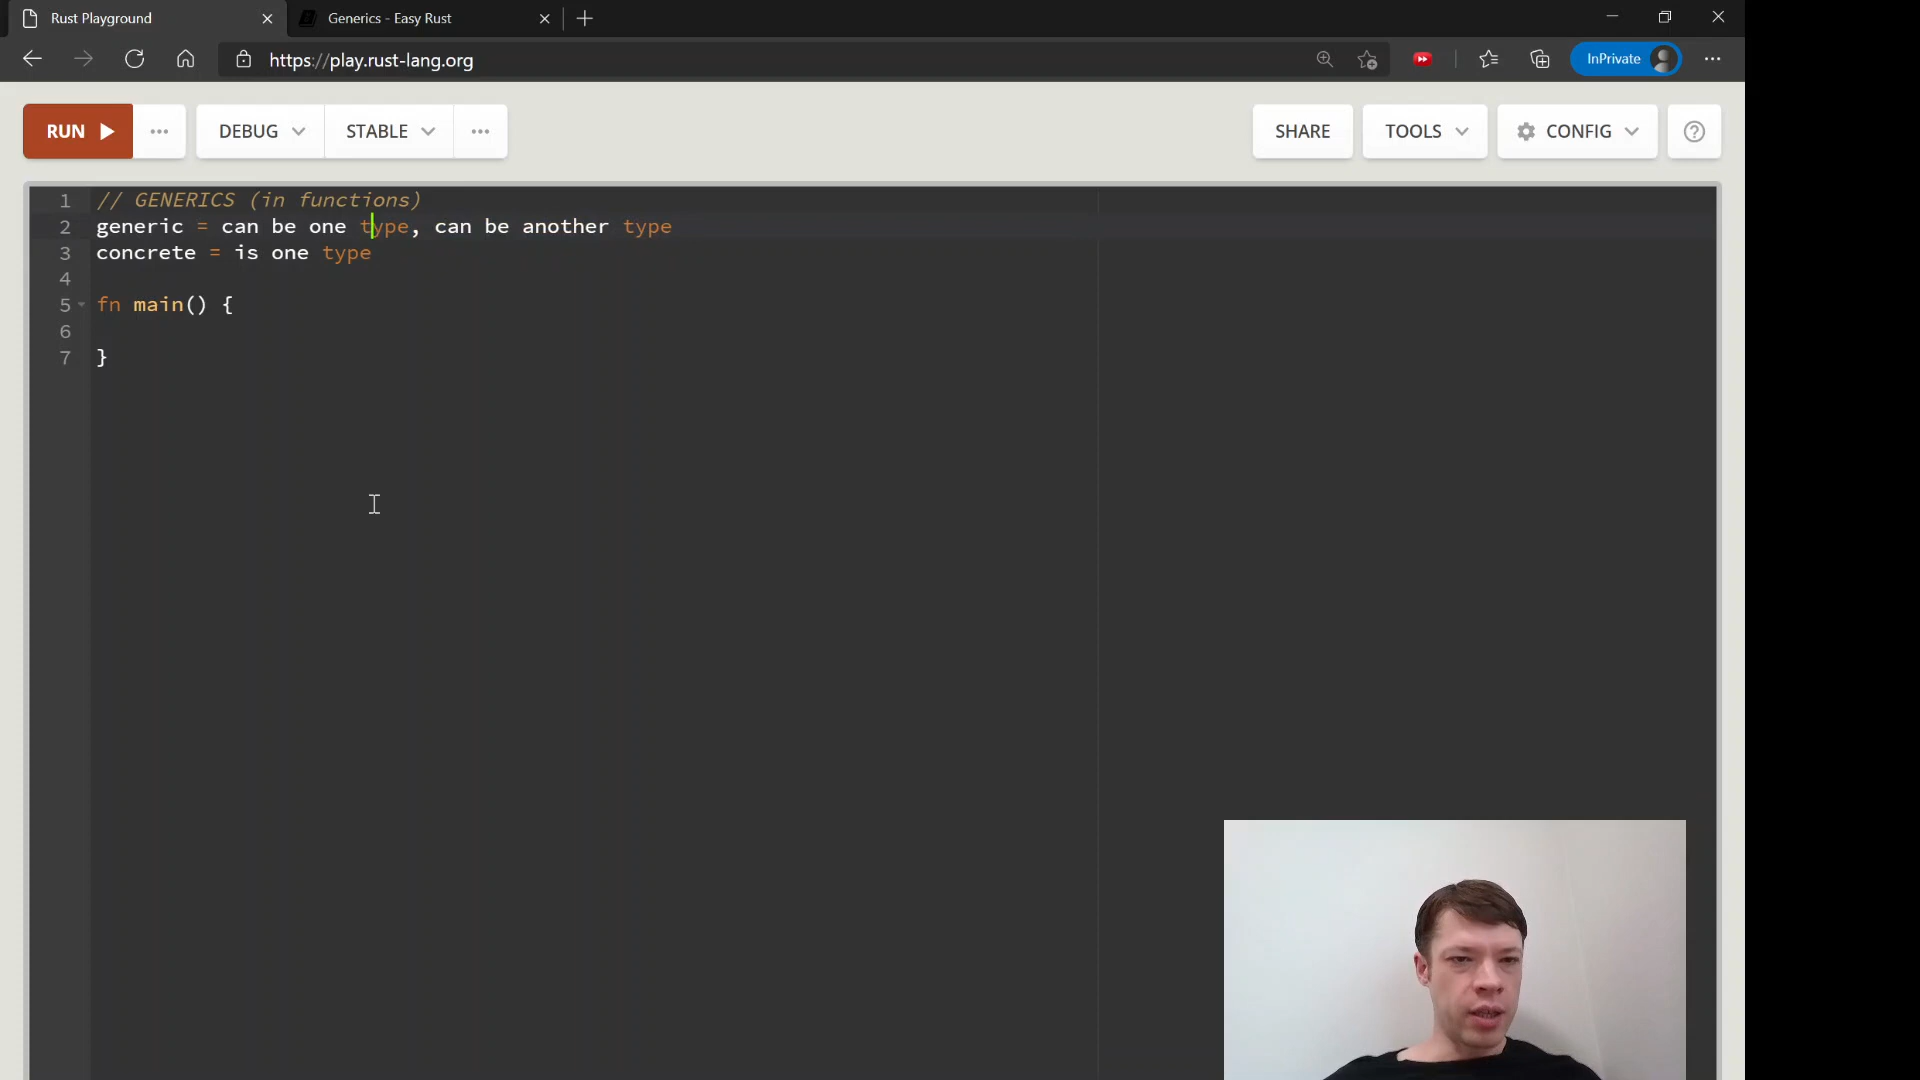 Rust Playground
Generics - Easy Rust
https://play.rust-lang.org
InPrivate
RUN
DEBUG
STABLE
SHARE
TOOLS
CONFIG
1 // GENERICS (in functions)
2 generic = can be one type, can be another type
3 concrete = is one type
4
5 fn main() {
6
7 }